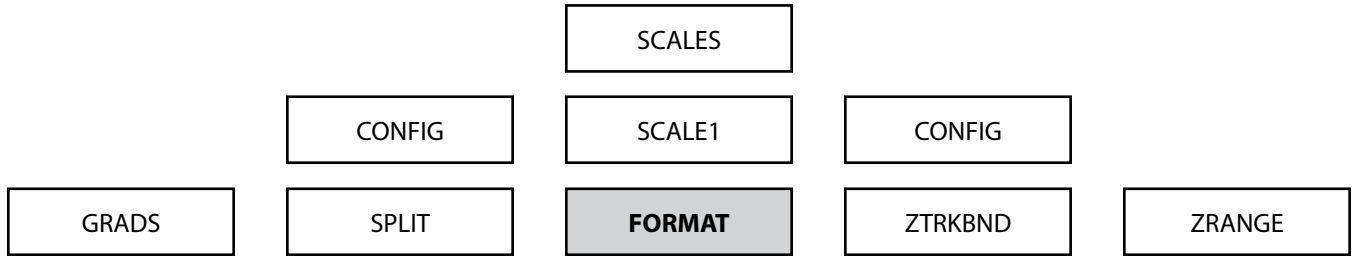 SCALES
CONFIG SCALE1 CONFIG
GRADS SPLIT FORMAT ZTRKBND ZRANGE